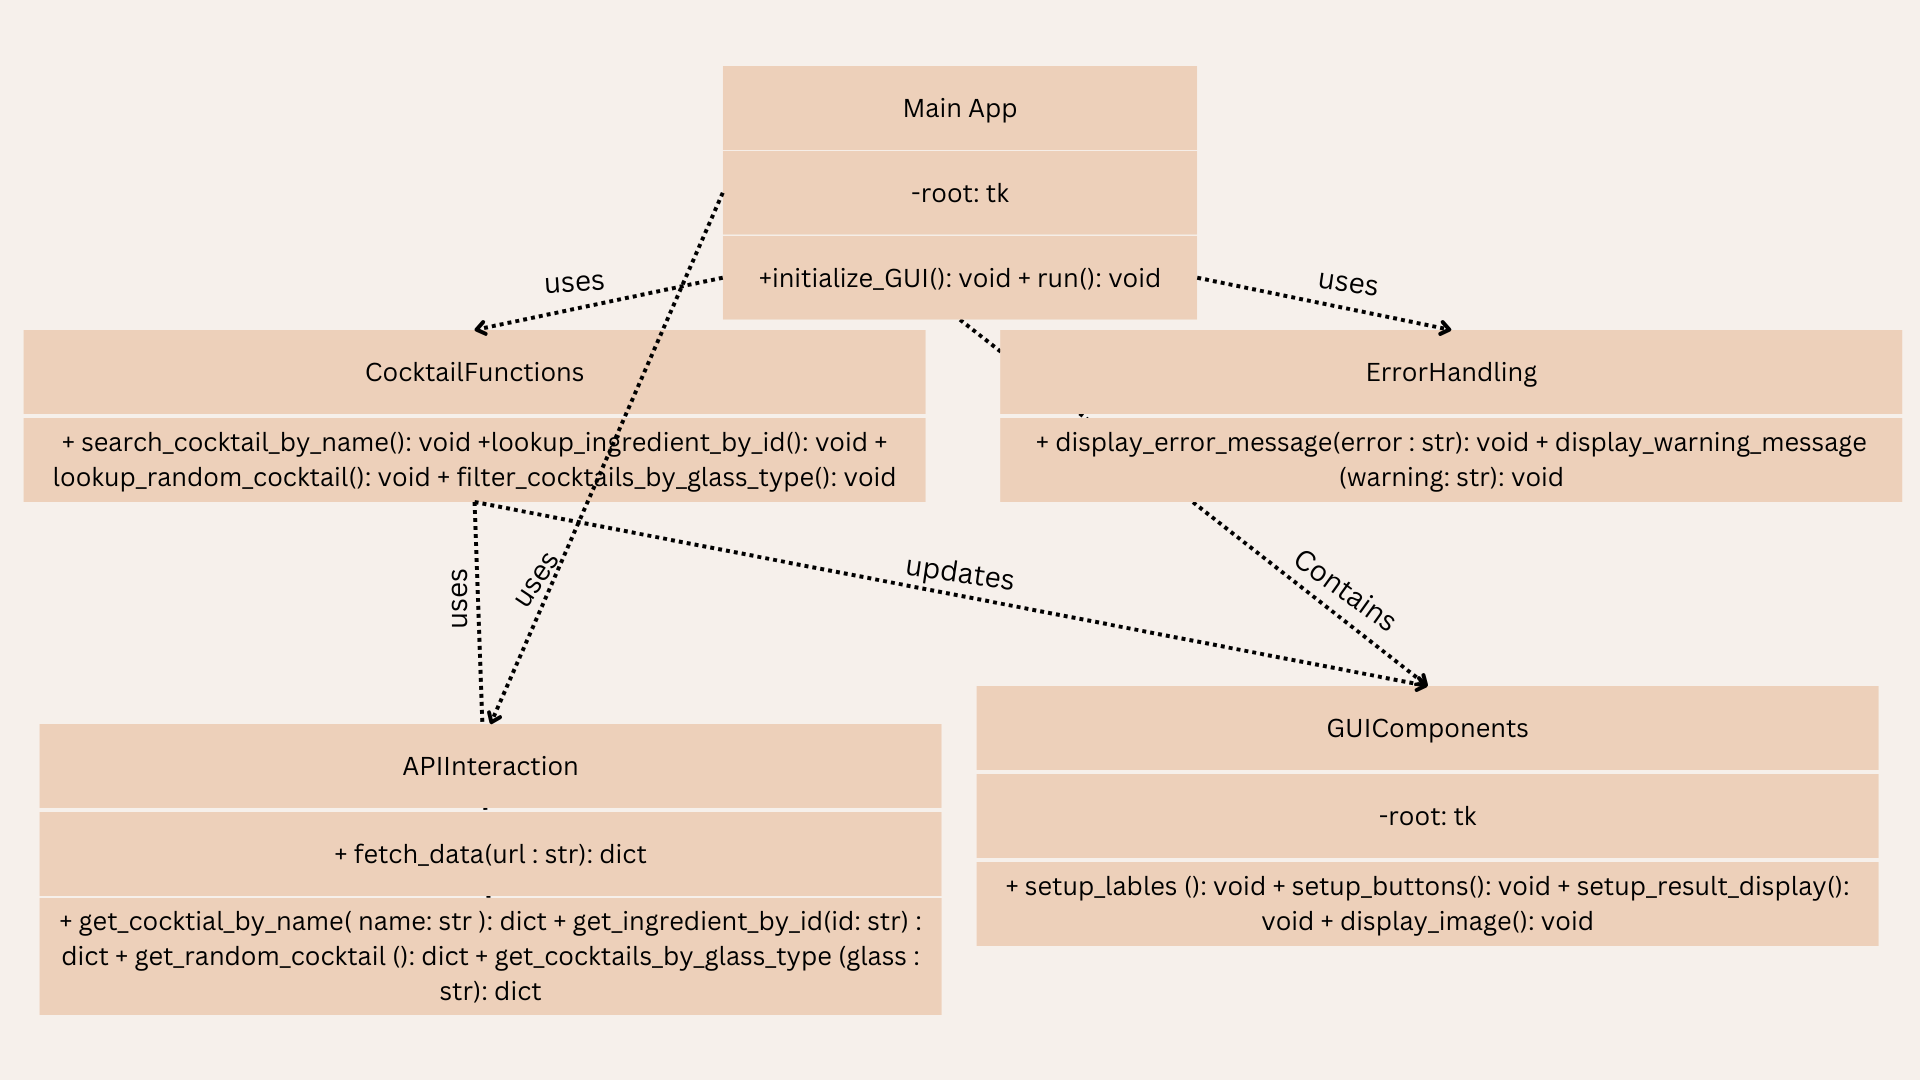 Main App
-root: tk
+initialize_GUI(): void + run(): void
uses
uses
CocktailFunctions
+ search_cocktail_by_name(): void +lookup_ingredient_by_id(): void +
lookup_random_cocktail(): void + filter_cocktails_by_glass_type(): void
ErrorHandling
+ display_error_message(error : str): void + display_warning_message
(warning: str): void
uses
uses
updates
Contains
APIInteraction
+ fetch_data(url : str): dict
+ get_cocktial_by_name( name: str ): dict + get_ingredient_by_id(id: str) :
dict + get_random_cocktail (): dict + get_cocktails_by_glass_type (glass :
str): dict
GUIComponents
-root: tk
+ setup_lables (): void + setup_buttons(): void + setup_result_display():
void + display_image(): void